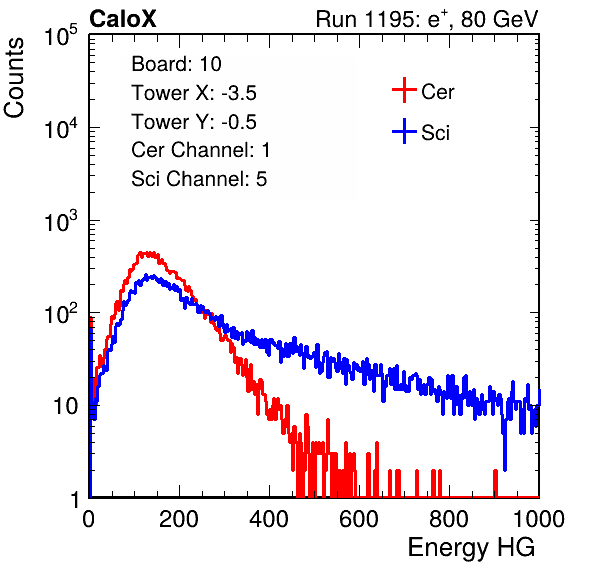 CaloX Run 1195: e⁺, 80 GeV
Counts
Board: 10
Tower X: -3.5
Tower Y: -0.5
Cer Channel: 1
Sci Channel: 5
Cer
Sci
10⁵
10⁴
10³
10²
10
1
0 200 400 600 800 1000
Energy HG